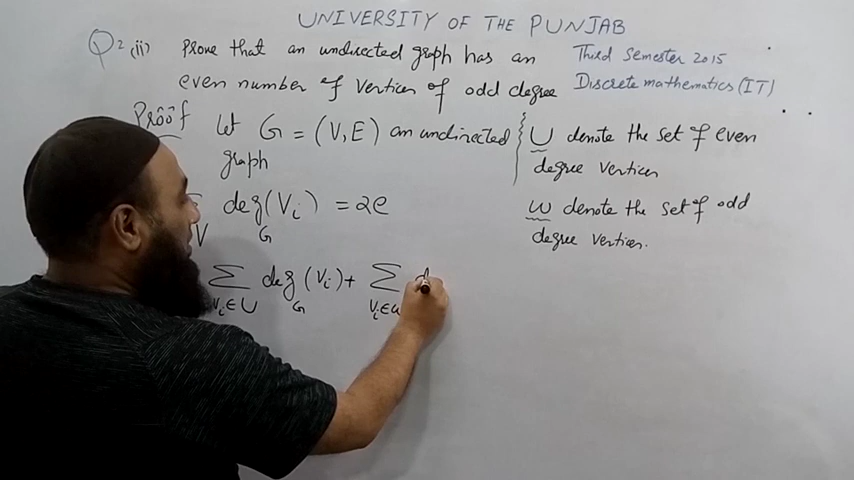 UNIVERSITY OF THE PUNJAB
Q2(ii) Prove that an undirected graph has an
even number of vertices of odd degree
Third Semester 2015
Discrete mathematics (IT)
Proof
Let G = (V, E) an undirected
graph
U denote the set of even
degree vertices
W denote the set of odd
degree vertices.
deg(Vi) = 2e
V G
∑ deg(Vi) + ∑ d
Vi∈U G Vi∈